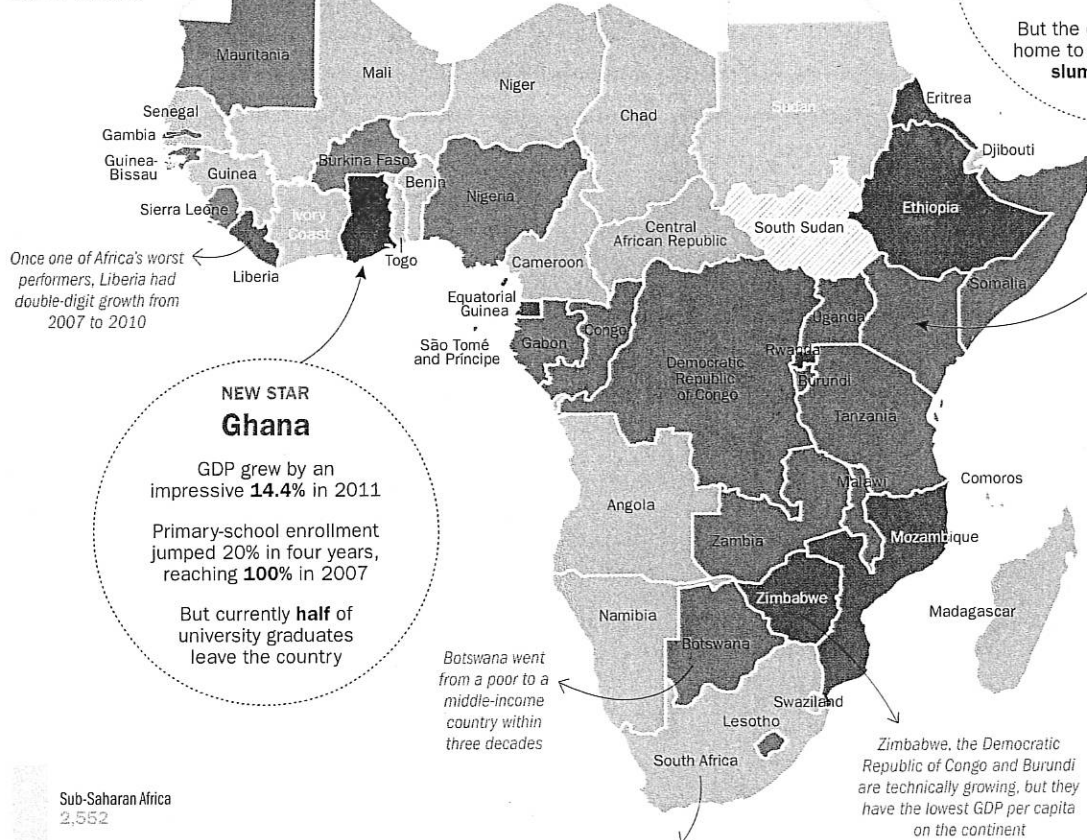 But the
home to
slum
Mauritania
Mali
Niger
Chad
Sudan
Eritrea
Senegal
Gambia
Guinea-
Bissau
Guinea
Burkina Faso
Benin
Nigeria
Djibouti
Sierra Leone
Ivory
Coast
Central
African Republic
South Sudan
Ethiopia
Once one of Africa's worst
performers, Liberia had
double-digit growth from
2007 to 2010
Liberia
Togo
Cameroon
Somalia
Equatorial
Guinea
São Tomé
and Príncipe
Gabon
Congo
Uganda
Rwanda
Burundi
Democratic
Republic
of Congo
Tanzania
NEW STAR
Ghana
GDP grew by an
impressive 14.4% in 2011
Primary-school enrollment
jumped 20% in four years,
reaching 100% in 2007
But currently half of
university graduates
leave the country
Angola
Malawi
Comoros
Zambia
Mozambique
Zimbabwe
Madagascar
Namibia
Botswana
Botswana went
from a poor to a
middle-income
country within
three decades
Swaziland
Lesotho
South Africa
Zimbabwe, the Democratic
Republic of Congo and Burundi
are technically growing, but they
have the lowest GDP per capita
on the continent
Sub-Saharan Africa
2,552